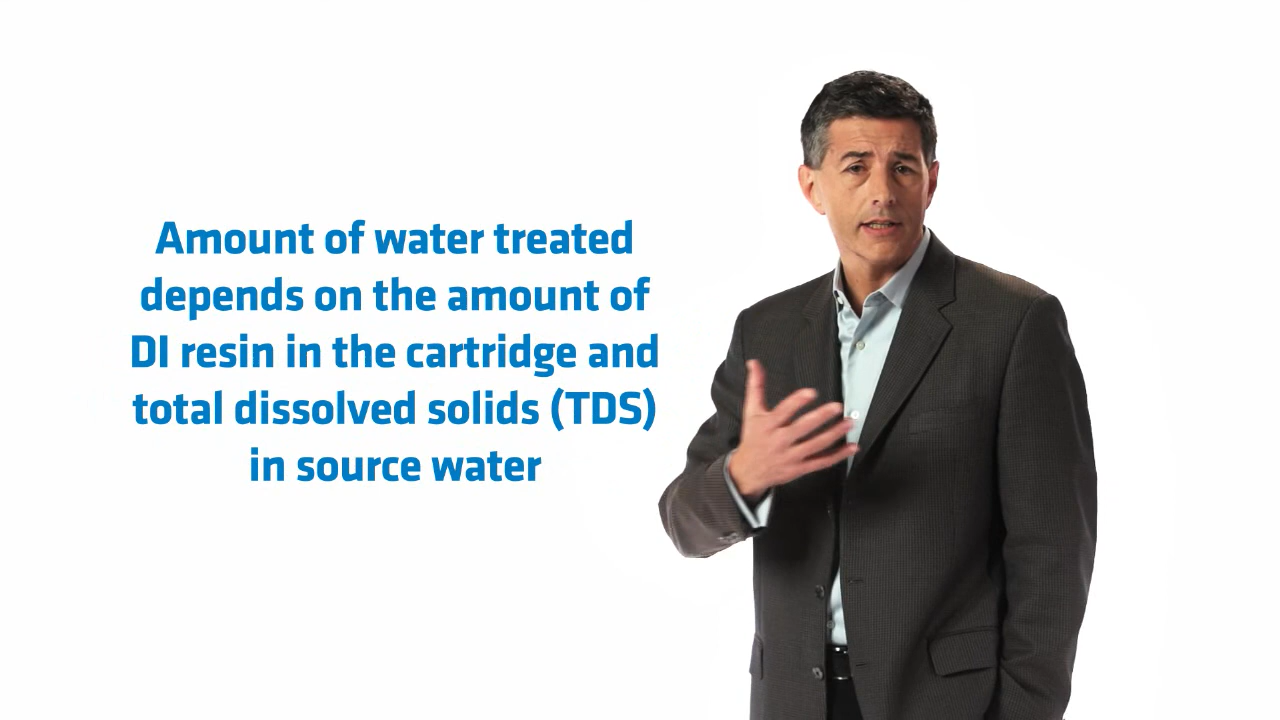 Amount of water treated
depends on the amount of
DI resin in the cartridge and
total dissolved solids (TDS)
in source water